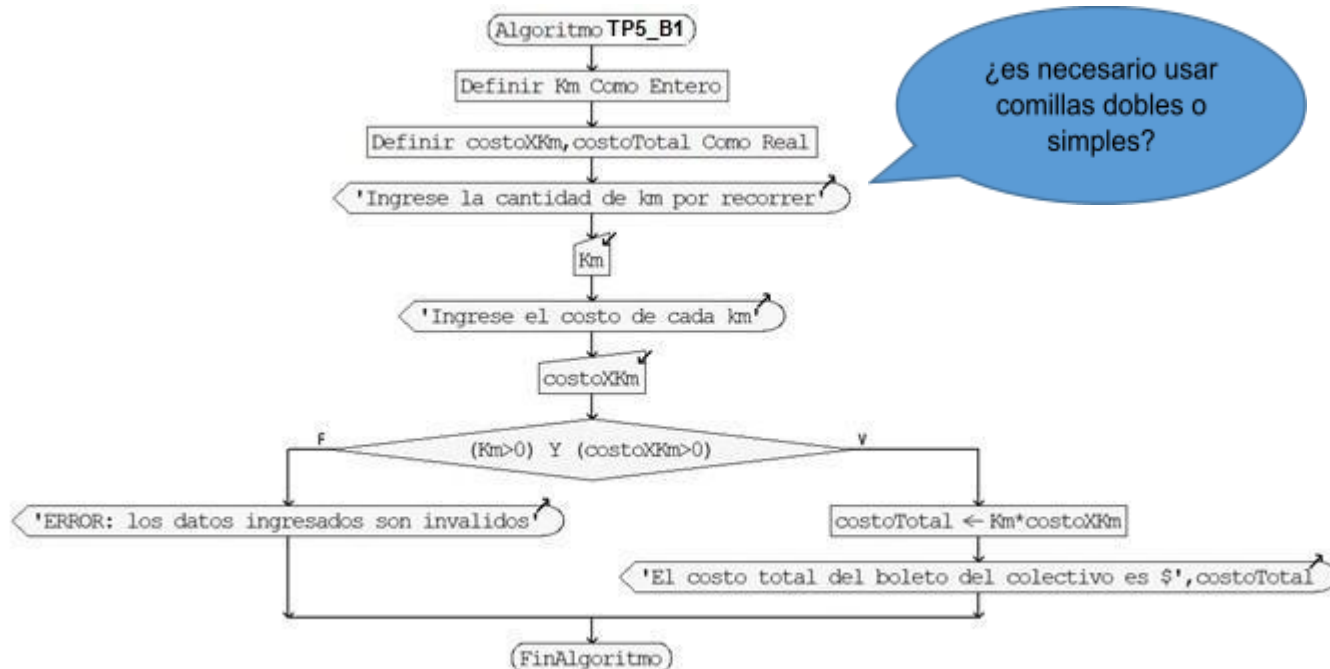 Algoritmo TP5_B1
¿es necesario usar
comillas dobles o
simples?
Definir Km Como Entero
Definir costoXKm,costoTotal Como Real
'Ingrese la cantidad de km por recorrer'
Km
'Ingrese el costo de cada km'
costoXKm
F
(Km>0) Y (costoXKm>0)
V
'ERROR: los datos ingresados son invalidos'
costoTotal ← Km*costoXKm
'El costo total del boleto del colectivo es $',costoTotal
FinAlgoritmo